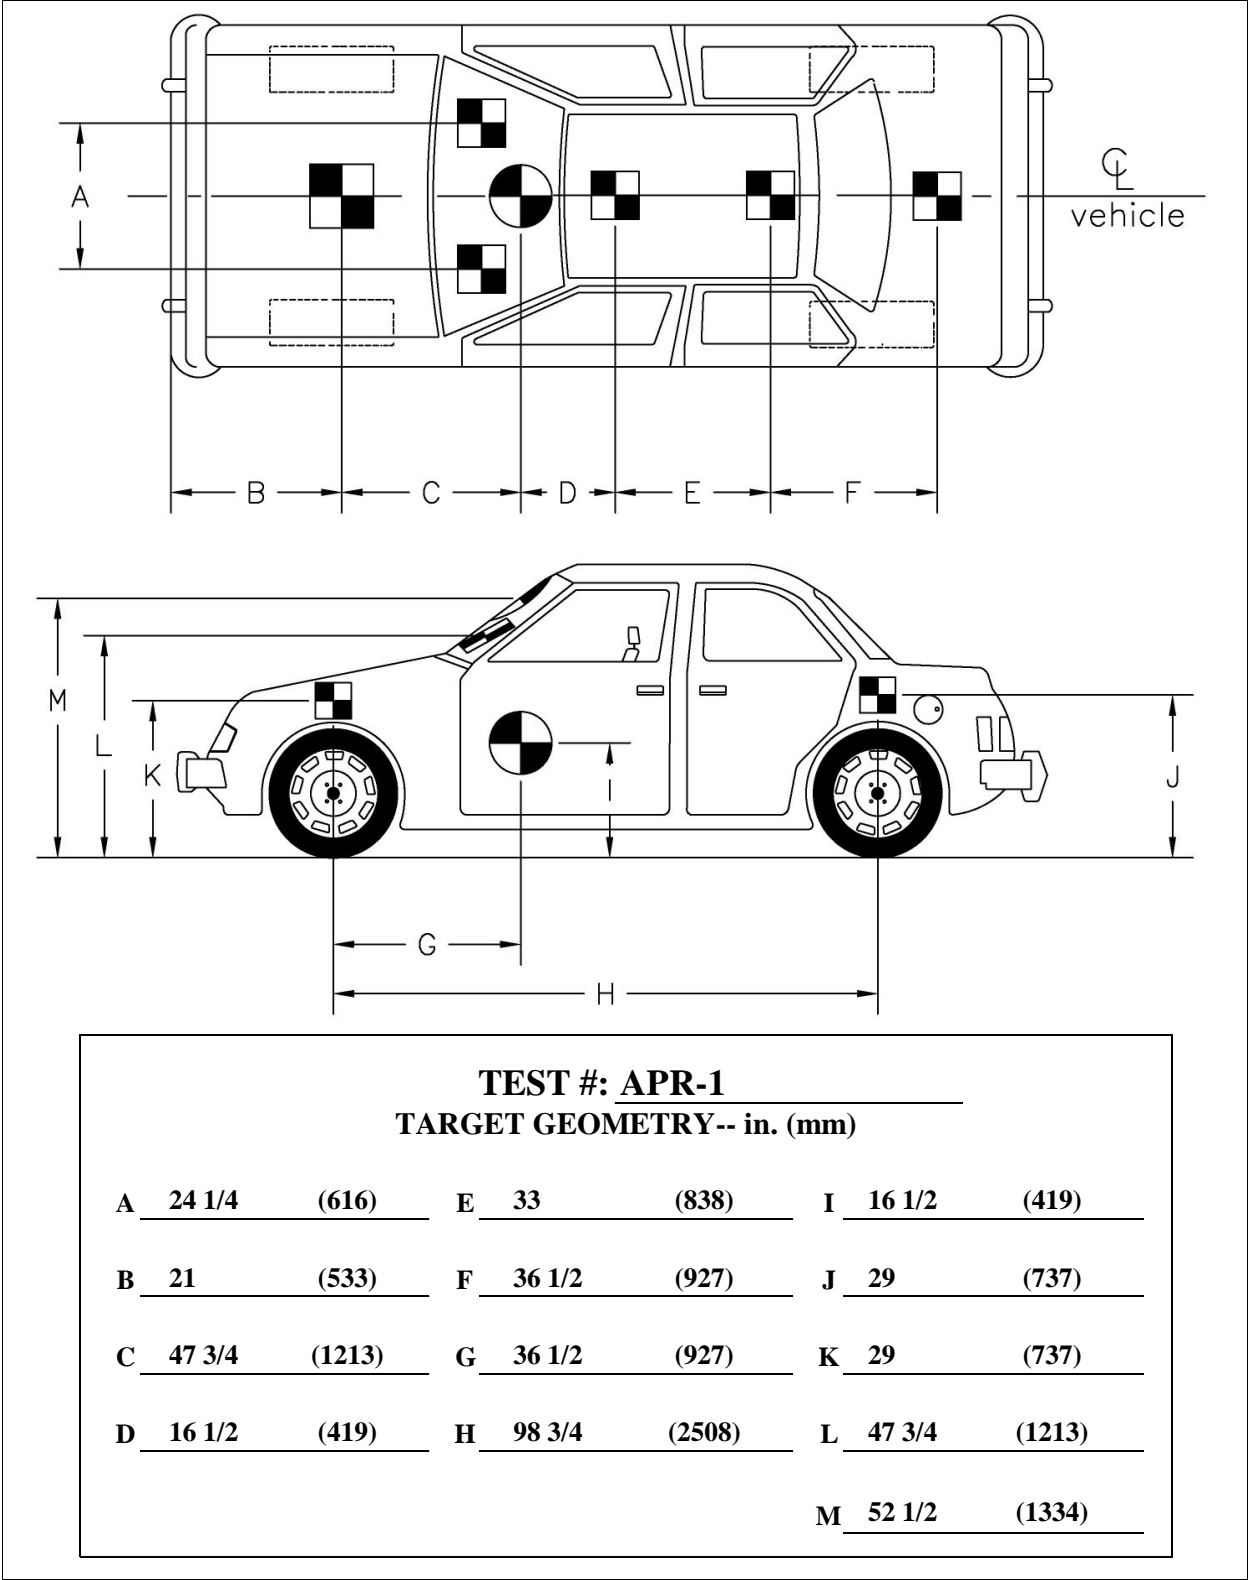 A
℄
vehicle
B C D E F
M
L
K
I
J
G
H
TEST #: APR-1
TARGET GEOMETRY-- in. (mm)
A 24 1/4 (616) E 33 (838) I 16 1/2 (419)
B 21 (533) F 36 1/2 (927) J 29 (737)
C 47 3/4 (1213) G 36 1/2 (927) K 29 (737)
D 16 1/2 (419) H 98 3/4 (2508) L 47 3/4 (1213)
M 52 1/2 (1334)